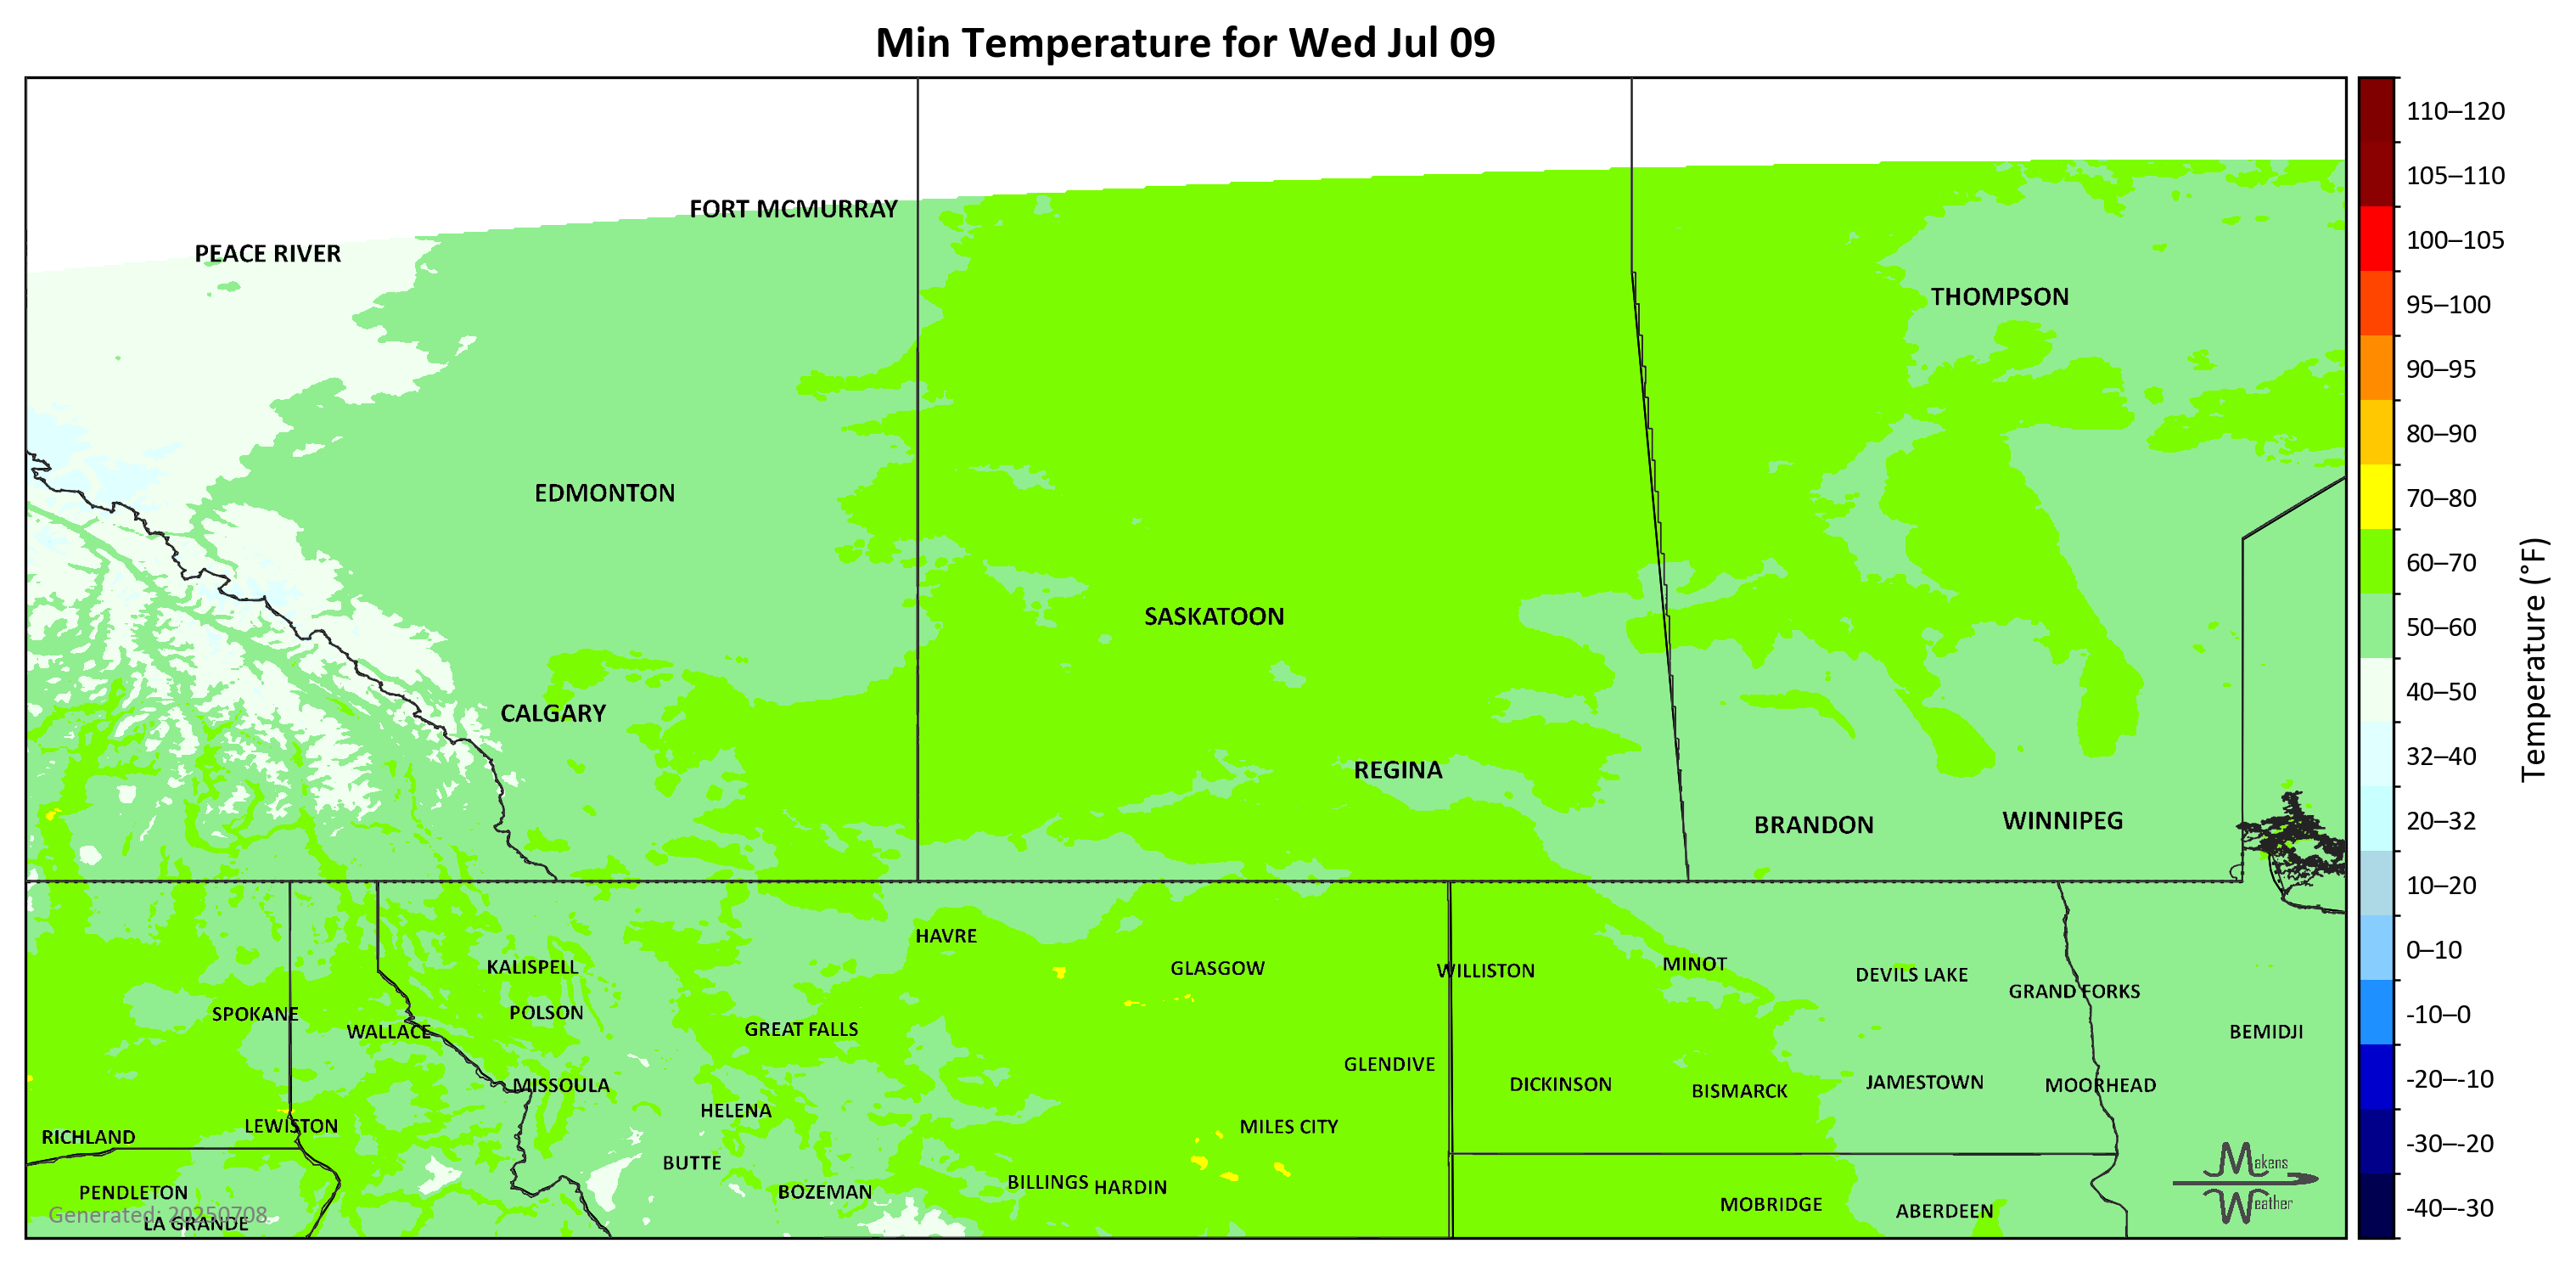 Min Temperature for Wed Jul 09
110–120
105–110
100–105
95–100
90–95
80–90
70–80
60–70
50–60
40–50
32–40
20–32
10–20
0–10
-10–0
-20–-10
-30–-20
-40–-30
Temperature (°F)
FORT MCMURRAY
PEACE RIVER
THOMPSON
EDMONTON
SASKATOON
CALGARY
REGINA
BRANDON
WINNIPEG
HAVRE
KALISPELL
GLASGOW
WILLISTON
MINOT
DEVILS LAKE
GRAND FORKS
SPOKANE
POLSON
WALLACE
GREAT FALLS
BEMIDJI
GLENDIVE
MISSOULA
DICKINSON
BISMARCK
JAMESTOWN
MOORHEAD
HELENA
LEWISTON
MILES CITY
RICHLAND
BUTTE
PENDLETON
BOZEMAN
BILLINGS
HARDIN
MOBRIDGE
ABERDEEN
Generated: 20250708
LA GRANDE
Makens
Weather